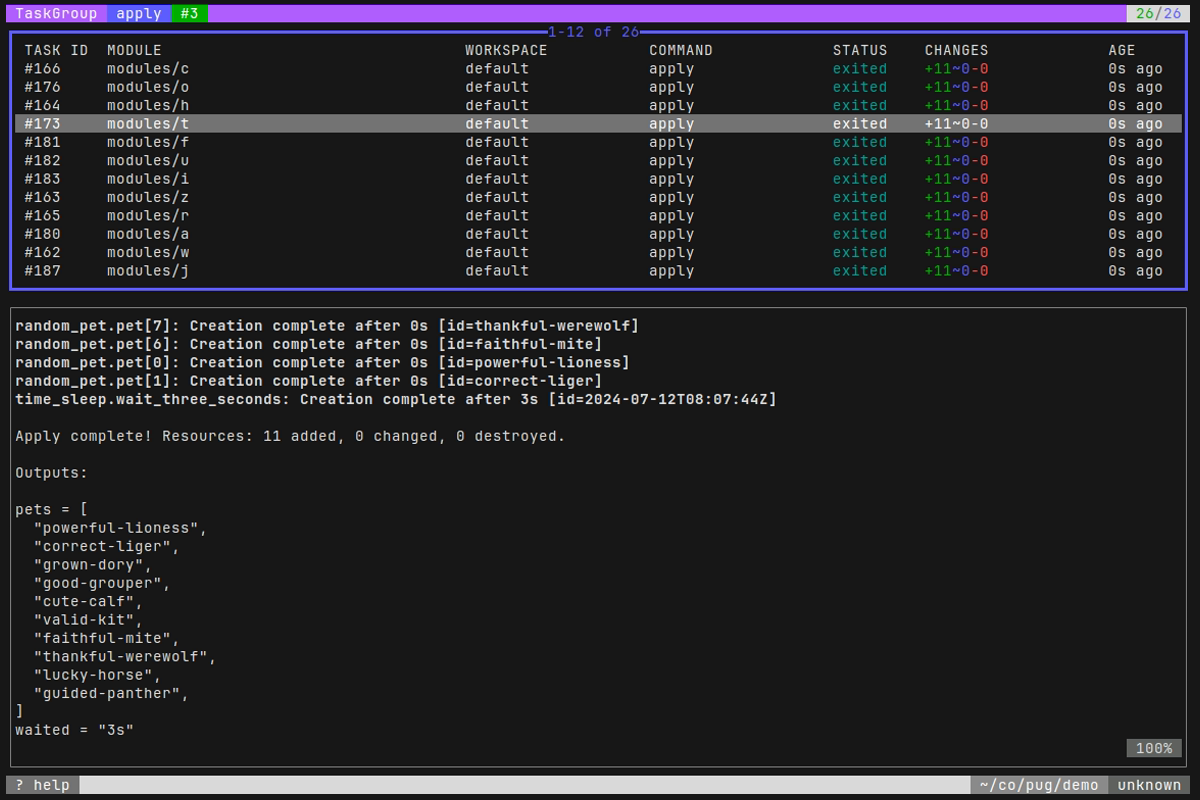 TaskGroup apply #3 26/26
1-12 of 26
TASK ID MODULE WORKSPACE COMMAND STATUS CHANGES AGE
#166 modules/c default apply exited +11~0-0 0s ago
#176 modules/o default apply exited +11~0-0 0s ago
#164 modules/h default apply exited +11~0-0 0s ago
#173 modules/t default apply exited +11~0-0 0s ago
#181 modules/f default apply exited +11~0-0 0s ago
#182 modules/u default apply exited +11~0-0 0s ago
#183 modules/i default apply exited +11~0-0 0s ago
#163 modules/z default apply exited +11~0-0 0s ago
#165 modules/r default apply exited +11~0-0 0s ago
#180 modules/a default apply exited +11~0-0 0s ago
#162 modules/w default apply exited +11~0-0 0s ago
#187 modules/j default apply exited +11~0-0 0s ago
random_pet.pet[7]: Creation complete after 0s [id=thankful-werewolf]
random_pet.pet[6]: Creation complete after 0s [id=faithful-mite]
random_pet.pet[0]: Creation complete after 0s [id=powerful-lioness]
random_pet.pet[1]: Creation complete after 0s [id=correct-liger]
time_sleep.wait_three_seconds: Creation complete after 3s [id=2024-07-12T08:07:44Z]
Apply complete! Resources: 11 added, 0 changed, 0 destroyed.
Outputs:
pets = [
"powerful-lioness",
"correct-liger",
"grown-dory",
"good-grouper",
"cute-calf",
"valid-kit",
"faithful-mite",
"thankful-werewolf",
"lucky-horse",
"guided-panther",
]
waited = "3s"
100%
? help ~/co/pug/demo unknown